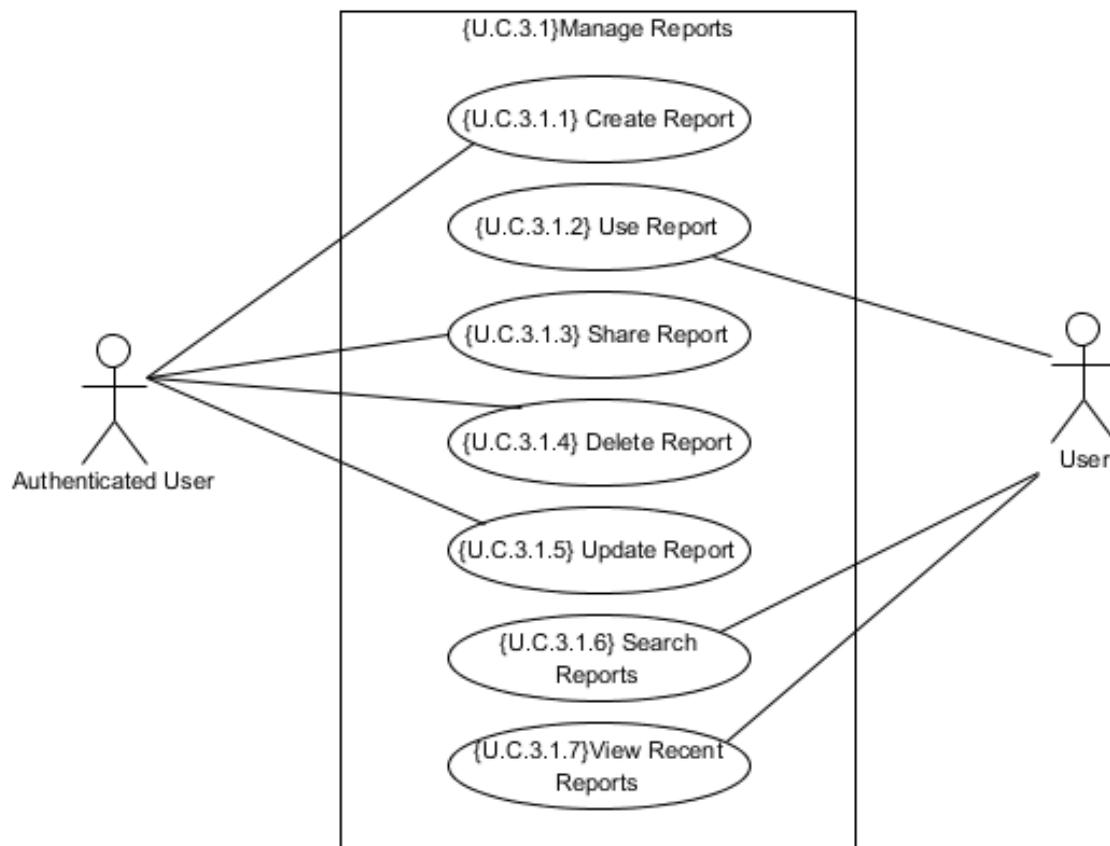 {U.C.3.1}Manage Reports
{U.C.3.1.1} Create Report
{U.C.3.1.2} Use Report
{U.C.3.1.3} Share Report
{U.C.3.1.4} Delete Report
Authenticated User
User
{U.C.3.1.5} Update Report
{U.C.3.1.6} Search
Reports
{U.C.3.1.7}View Recent
Reports